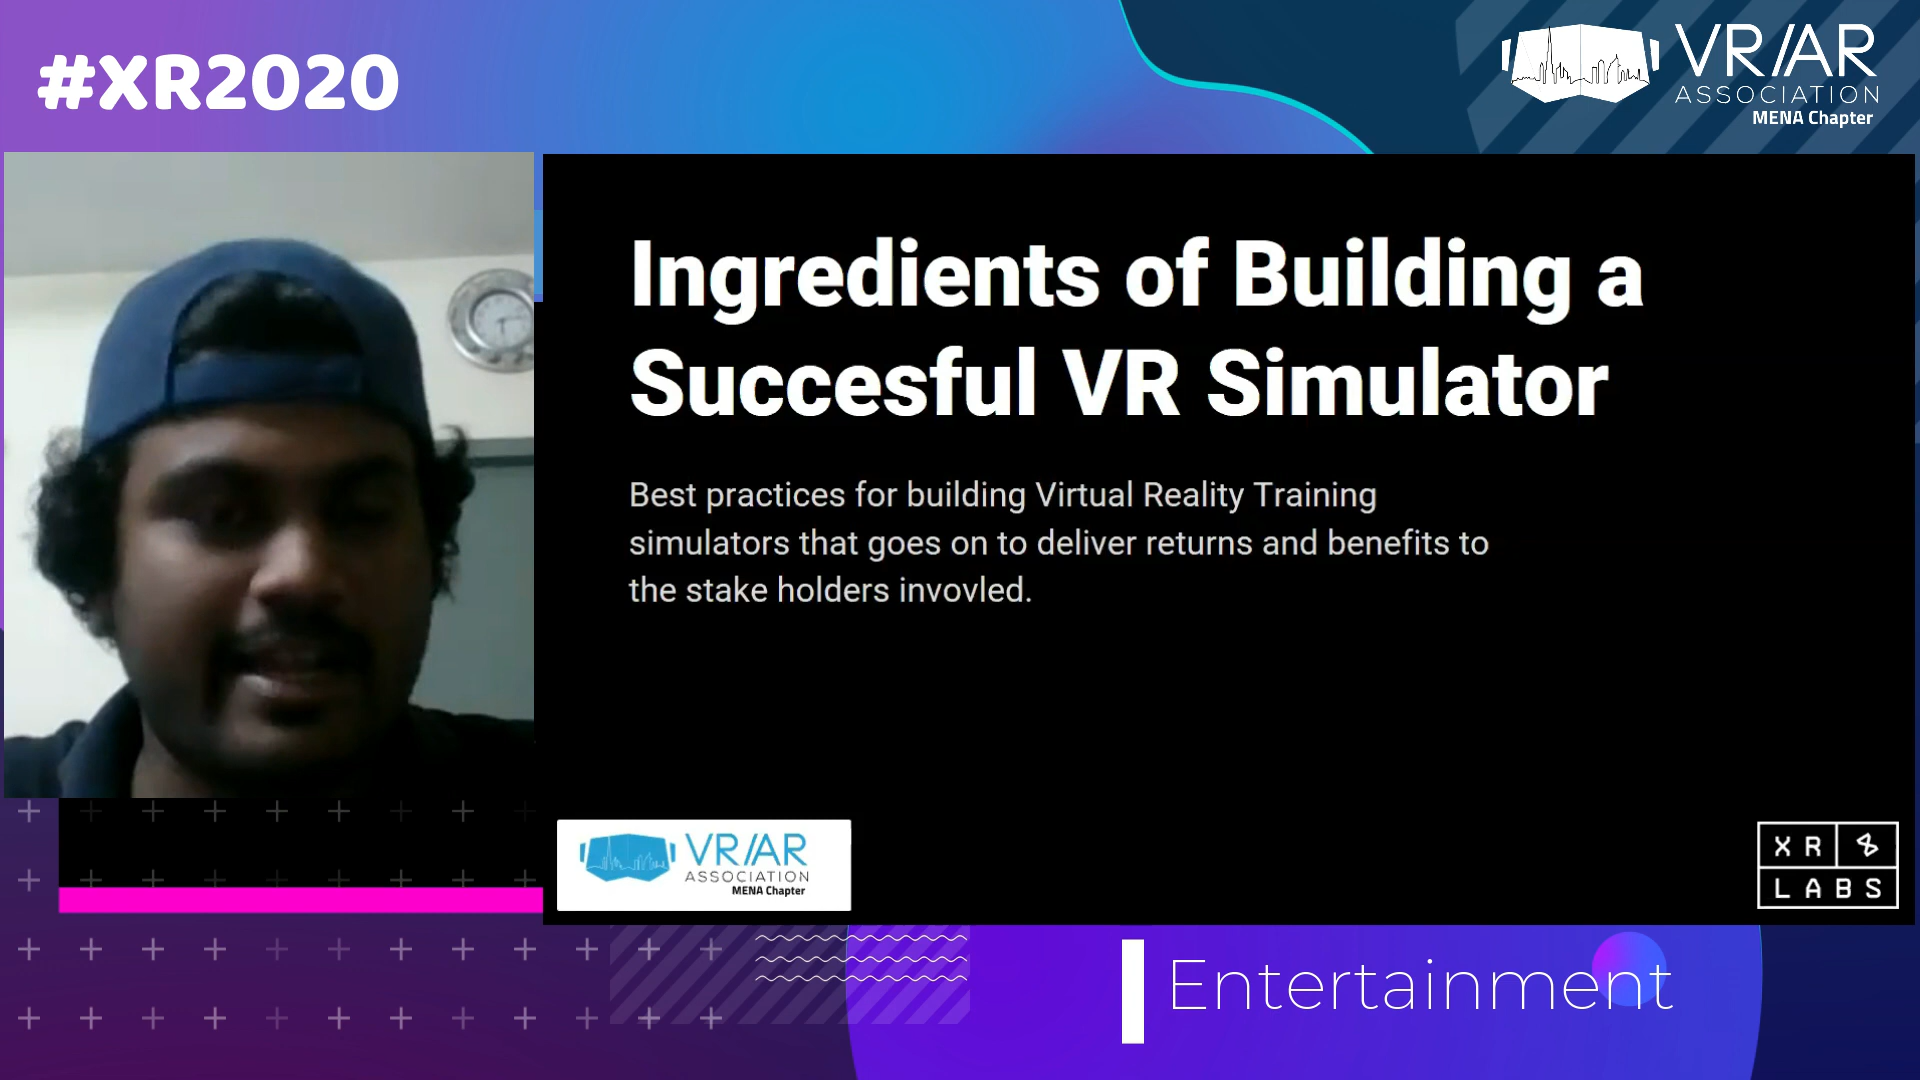 #XR2020
VR/AR
ASSOCIATION
MENA Chapter
Ingredients of Building a
Succesful VR Simulator
Best practices for building Virtual Reality Training
simulators that goes on to deliver returns and benefits to
the stake holders invovled.
VR/AR
ASSOCIATION
MENA Chapter
XR
LABS
Entertainment